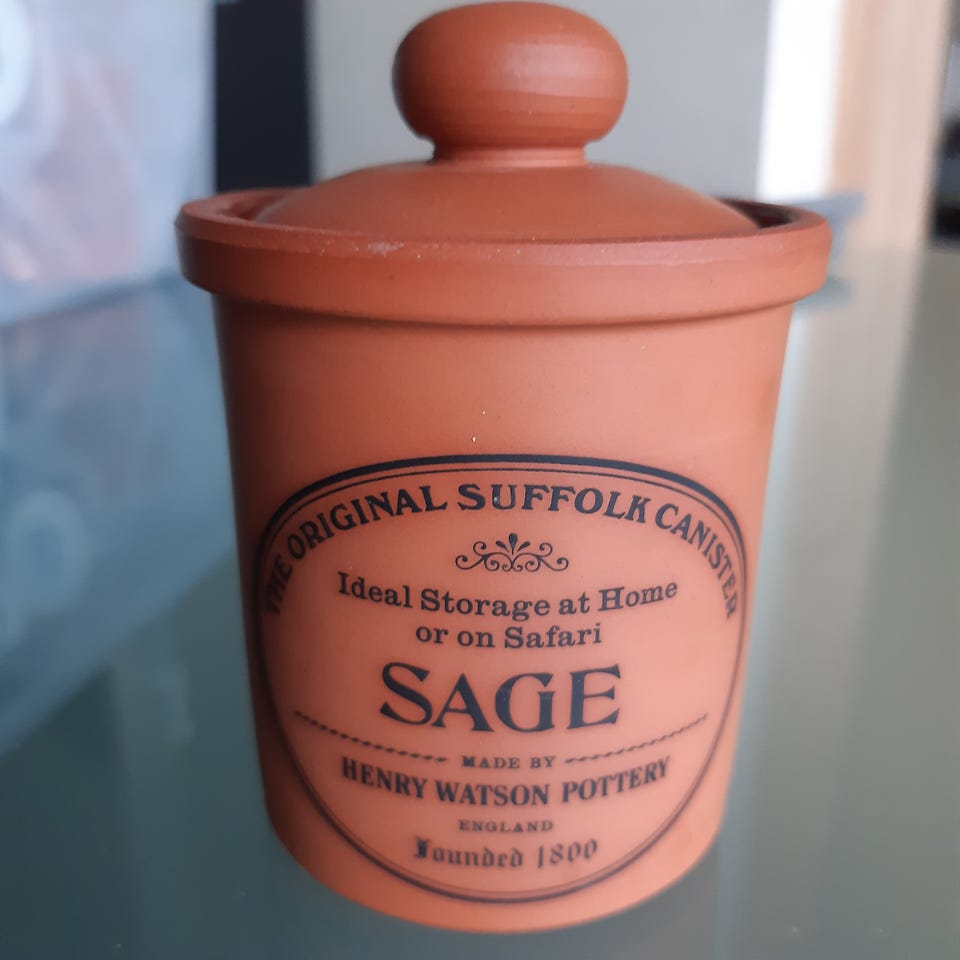 THE ORIGINAL SUFFOLK CANISTER
Ideal Storage at Home
or on Safari
SAGE
MADE BY
HENRY WATSON POTTERY
ENGLAND
Founded 1800